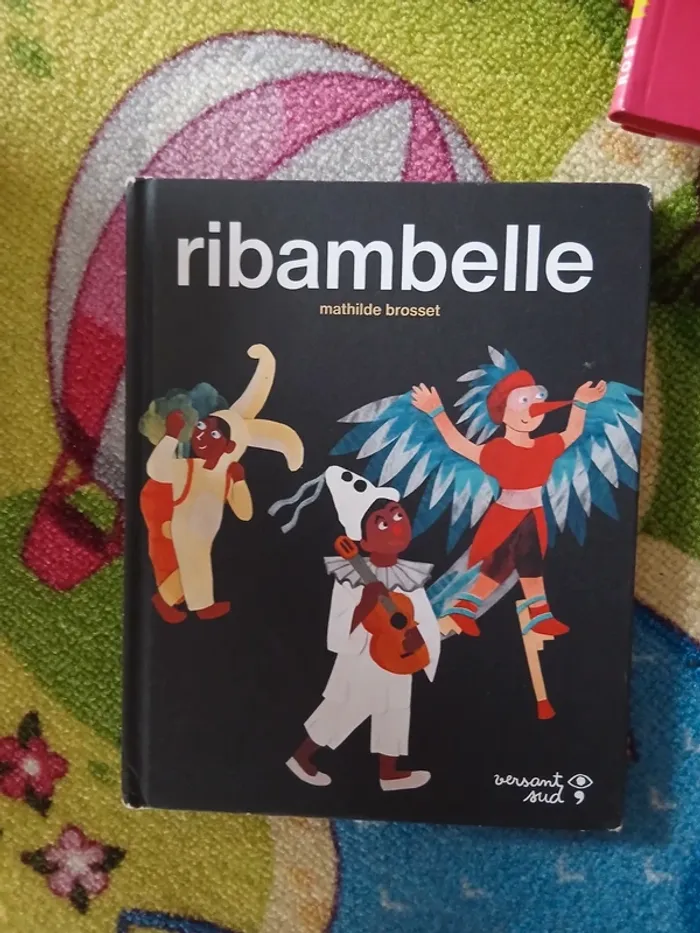 ribambelle
mathilde brosset
versant
sud